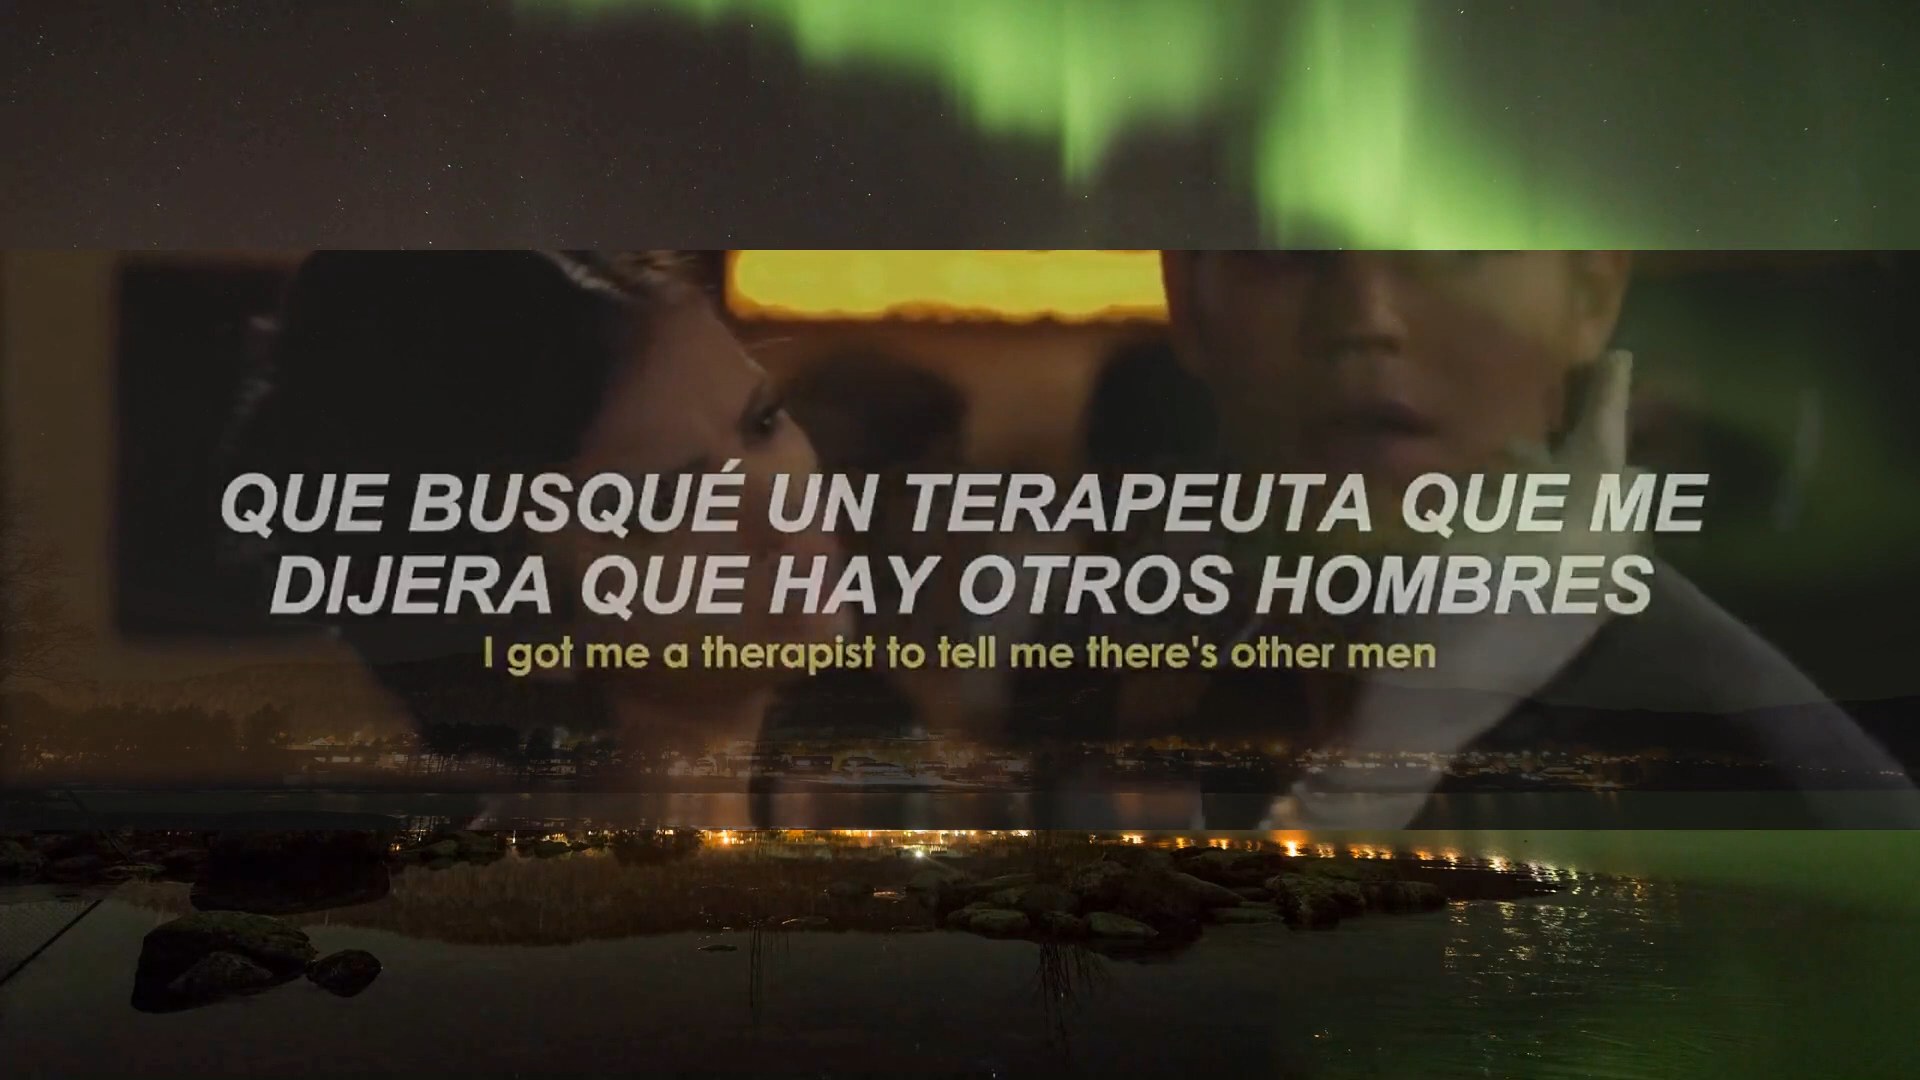 QUE BUSQUÉ UN TERAPEUTA QUE ME
DIJERA QUE HAY OTROS HOMBRES
I got me a therapist to tell me there's other men